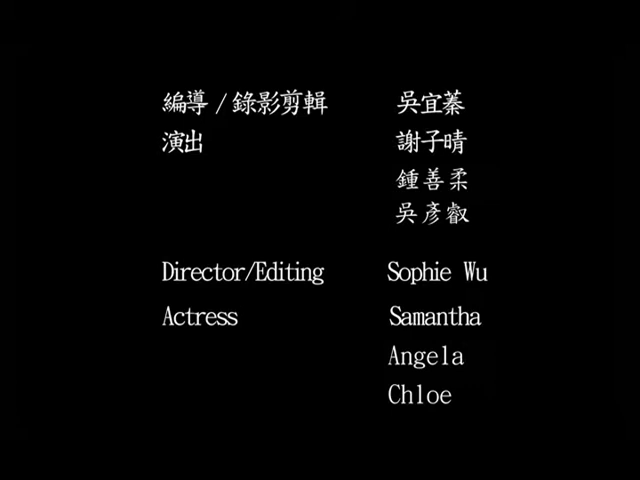 編導 / 錄影剪輯 吳宜蓁
演出 謝子晴
鍾善柔
吳彥叡
Director/Editing Sophie Wu
Actress Samantha
Angela
Chloe